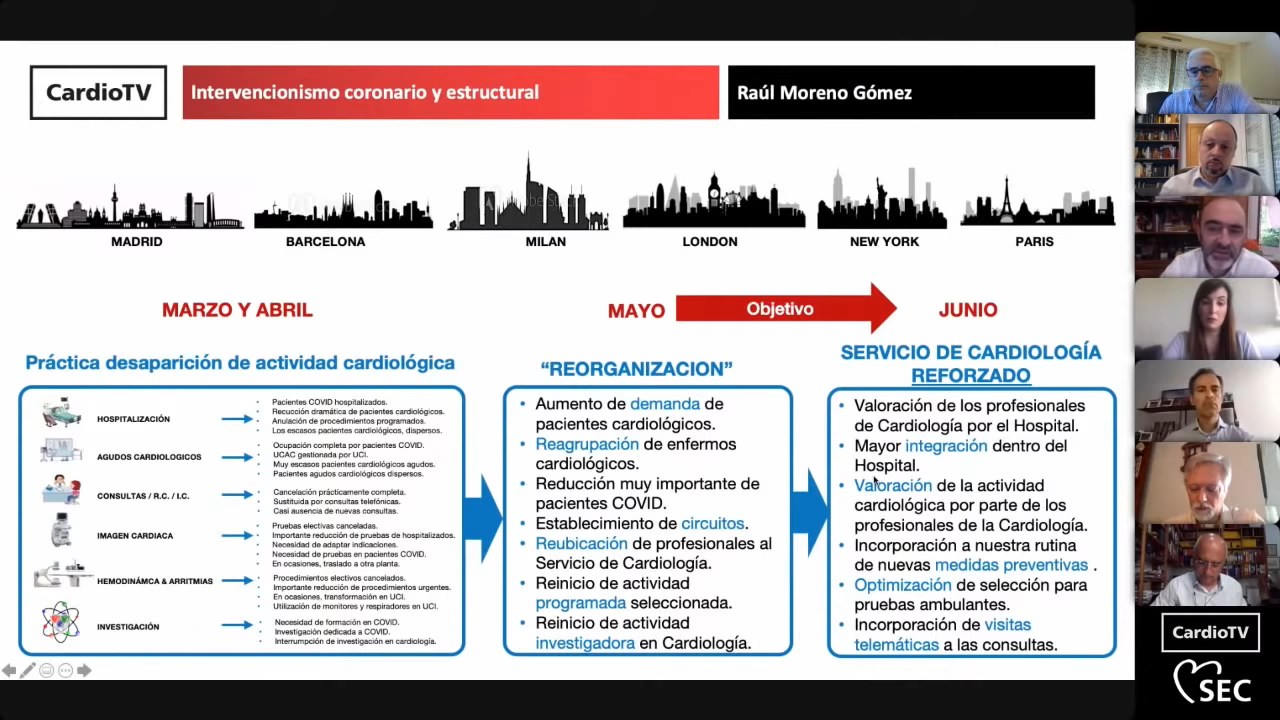 CardioTV
Intervencionismo coronario y estructural
Raúl Moreno Gómez
MADRID
BARCELONA
MILAN
LONDON
NEW YORK
PARIS
MARZO Y ABRIL
MAYO
Objetivo
JUNIO
Práctica desaparición de actividad cardiológica
HOSPITALIZACIÓN
Pacientes COVID hospitalizados.
Recucción dramática de pacientes cardiológicos.
Anulación de procedimientos programados.
Los escasos pacientes cardiológicos, dispersos.
AGUDOS CARDIOLOGICOS
Ocupación completa por pacientes COVID.
UCAC gestionada por UCI.
Muy escasos pacientes cardiológicos agudos.
Pacientes agudos cardiológicos dispersos.
CONSULTAS / R.C. / I.C.
Cancelación prácticamente completa.
Sustituida por consultas telefónicas.
Casi ausencia de nuevas consultas.
IMAGEN CARDIACA
Pruebas electivas canceladas.
Importante reducción de pruebas de hospitalizados.
Necesidad de adaptar indicaciones.
Necesidad de pruebas en pacientes COVID.
En ocasiones, traslado a otra planta.
HEMODINÁMCA & ARRITMIAS
Procedimientos electivos cancelados.
Importante reducción de procedimientos urgentes.
En ocasiones, transformación en UCI.
Utilización de monitores y respiradores en UCI.
INVESTIGACIÓN
Necesidad de formación en COVID.
Investigación dedicada a COVID.
Interrupción de investigación en cardiología.
“REORGANIZACION”
• Aumento de demanda de
pacientes cardiológicos.
• Reagrupación de enfermos
cardiológicos.
• Reducción muy importante de
pacientes COVID.
• Establecimiento de circuitos.
• Reubicación de profesionales al
Servicio de Cardiología.
• Reinicio de actividad
programada seleccionada.
• Reinicio de actividad
investigadora en Cardiología.
SERVICIO DE CARDIOLOGÍA
REFORZADO
• Valoración de los profesionales
de Cardiología por el Hospital.
• Mayor integración dentro del
Hospital.
• Valoración de la actividad
cardiológica por parte de los
profesionales de la Cardiología.
• Incorporación a nuestra rutina
de nuevas medidas preventivas .
• Optimización de selección para
pruebas ambulantes.
• Incorporación de visitas
telemáticas a las consultas.
CardioTV
SEC